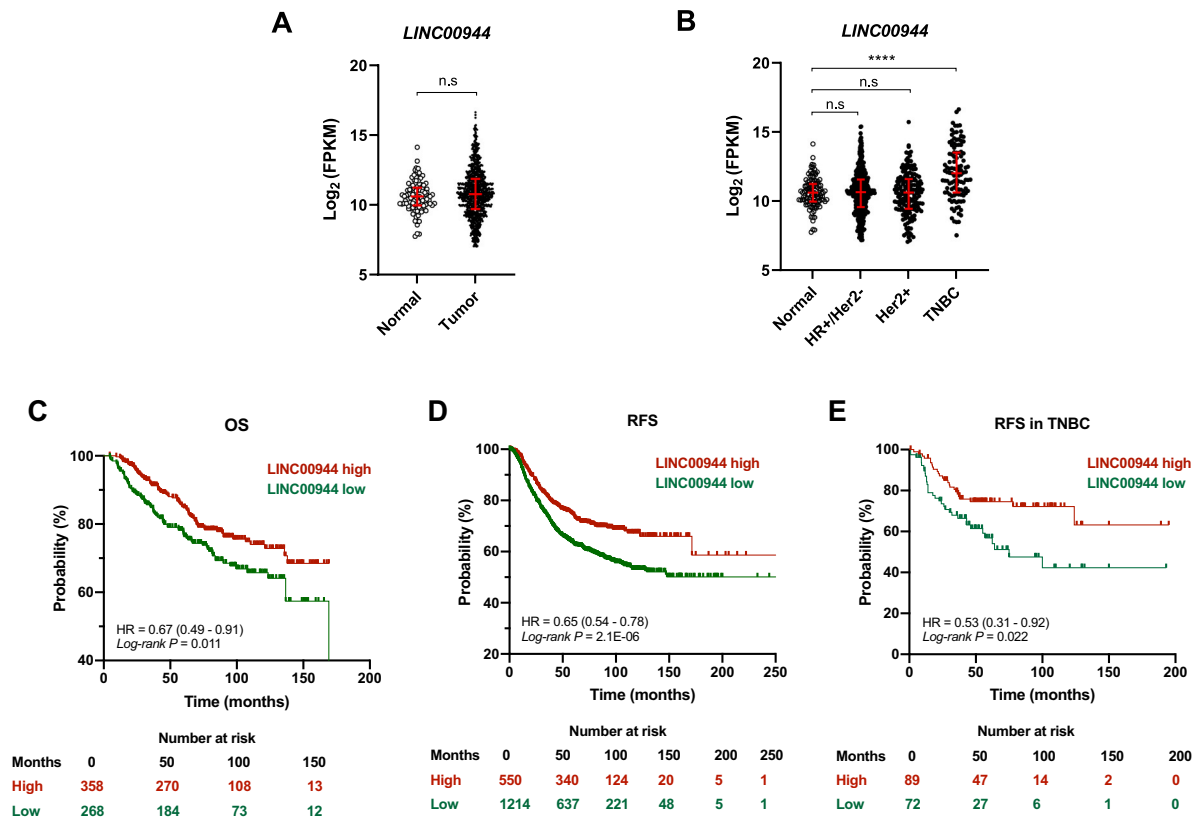 A
LINC00944
Log2 (FPKM)
20
15
10
5
n.s
Normal
Tumor
B
LINC00944
Log2 (FPKM)
20
15
10
5
****
n.s
n.s
Normal
HR+/Her2-
Her2+
TNBC
C
OS
LINC00944 high
LINC00944 low
Probability (%)
100
80
60
40
HR = 0.67 (0.49 - 0.91)
Log-rank P = 0.011
0 50 100 150 200
Time (months)
Number at risk
Months 0 50 100 150
High 358 270 108 13
Low 268 184 73 12
D
RFS
LINC00944 high
LINC00944 low
Probability (%)
100
80
60
40
20
HR = 0.65 (0.54 - 0.78)
Log-rank P = 2.1E-06
0 50 100 150 200 250
Time (months)
Number at risk
Months 0 50 100 150 200 250
High 550 340 124 20 5 1
Low 1214 637 221 48 5 1
E
RFS in TNBC
LINC00944 high
LINC00944 low
Probability (%)
100
80
60
40
20
0
HR = 0.53 (0.31 - 0.92)
Log-rank P = 0.022
0 50 100 150 200
Time (months)
Number at risk
Months 0 50 100 150 200
High 89 47 14 2 0
Low 72 27 6 1 0